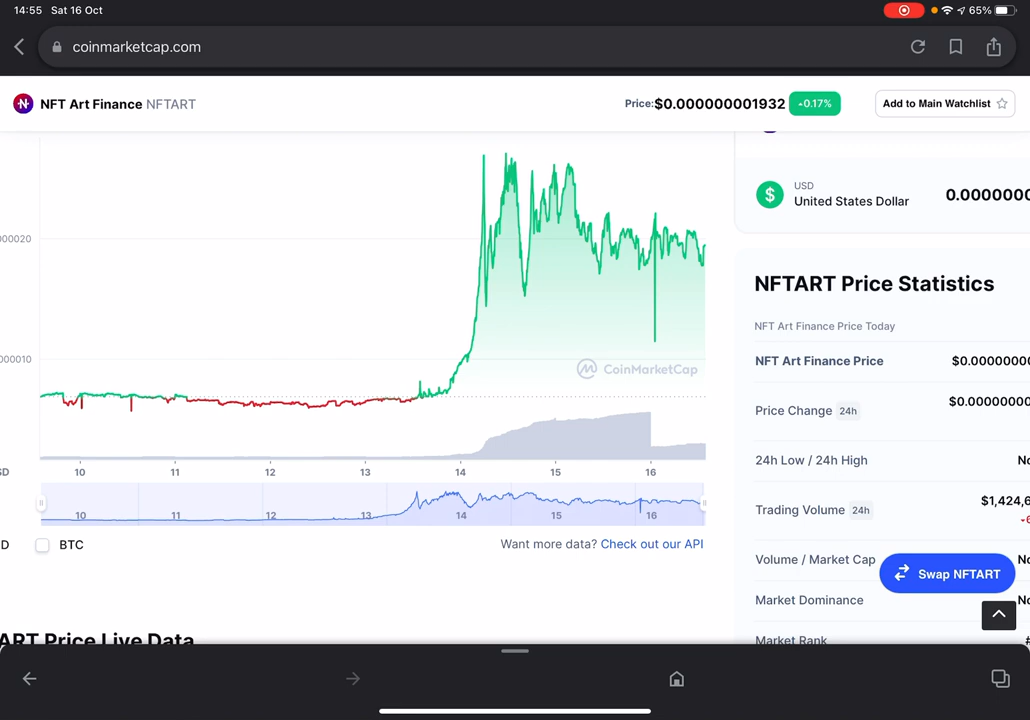 14:55 Sat 16 Oct 65%
coinmarketcap.com
NFT Art Finance NFTART Price:$0.000000001932 0.17% Add to Main Watchlist
USD
United States Dollar 0.0000000
000020
NFTART Price Statistics
NFT Art Finance Price Today
000010
NFT Art Finance Price $0.00000000
CoinMarketCap
Price Change 24h $0.00000000
24h Low / 24h High No
SD 10 11 12 13 14 15 16
Trading Volume 24h $1,424,6
10 11 12 13 14 15 16
D BTC Want more data? Check out our API
Volume / Market Cap No
Swap NFTART
Market Dominance No
ART Price Live Data
Market Rank #